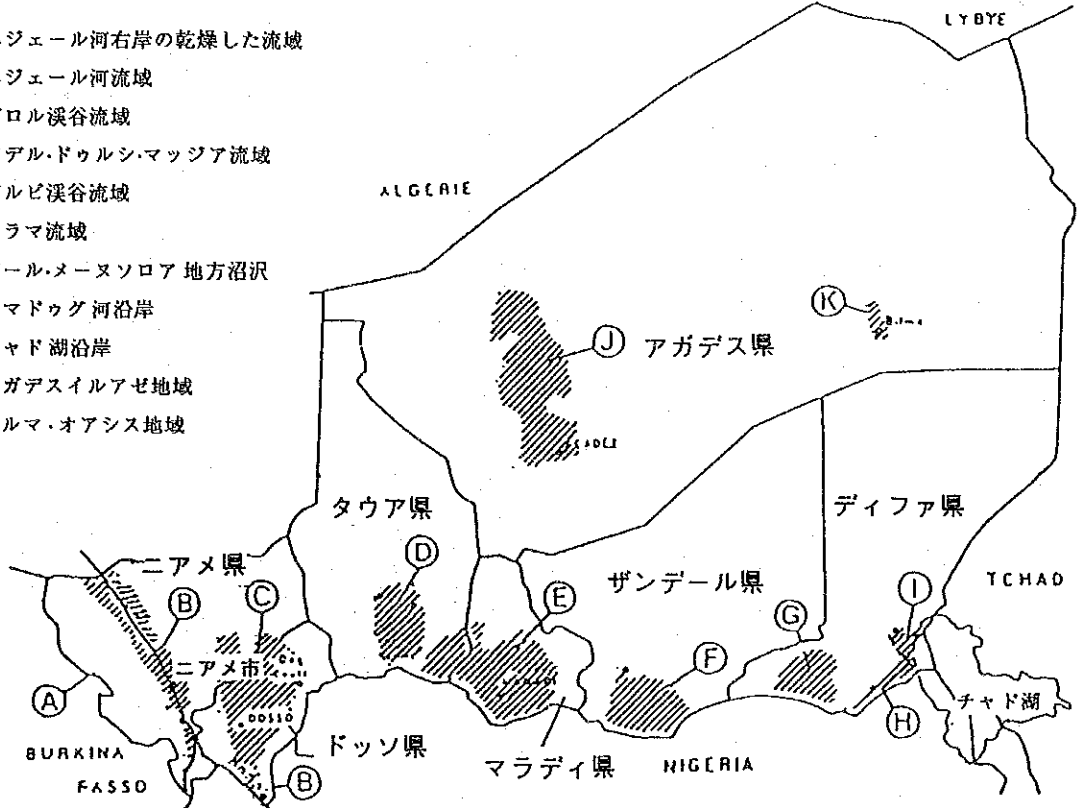 ジェール河右岸の乾燥した流域
ジェール河流域
ロル渓谷流域
デル・ドゥルシ・マッジア流域
ルビ渓谷流域
ラマ流域
ール・メーヌソロア 地方沼沢
マドゥグ 河沿岸
ャド 湖沿岸
ガデスイルアゼ地域
ルマ・オアシス地域
LYBYE
ALGERIE
K
J
アガデス県
タウア県
ディファ県
D
ニアメ県
B
C
E
ザンデール県
G
I
TCHAD
ニアメ市
F
A
DOSSO
H
チャド湖
BURKINA
FASSO
ドッソ県
B
マラディ県
NIGERIA